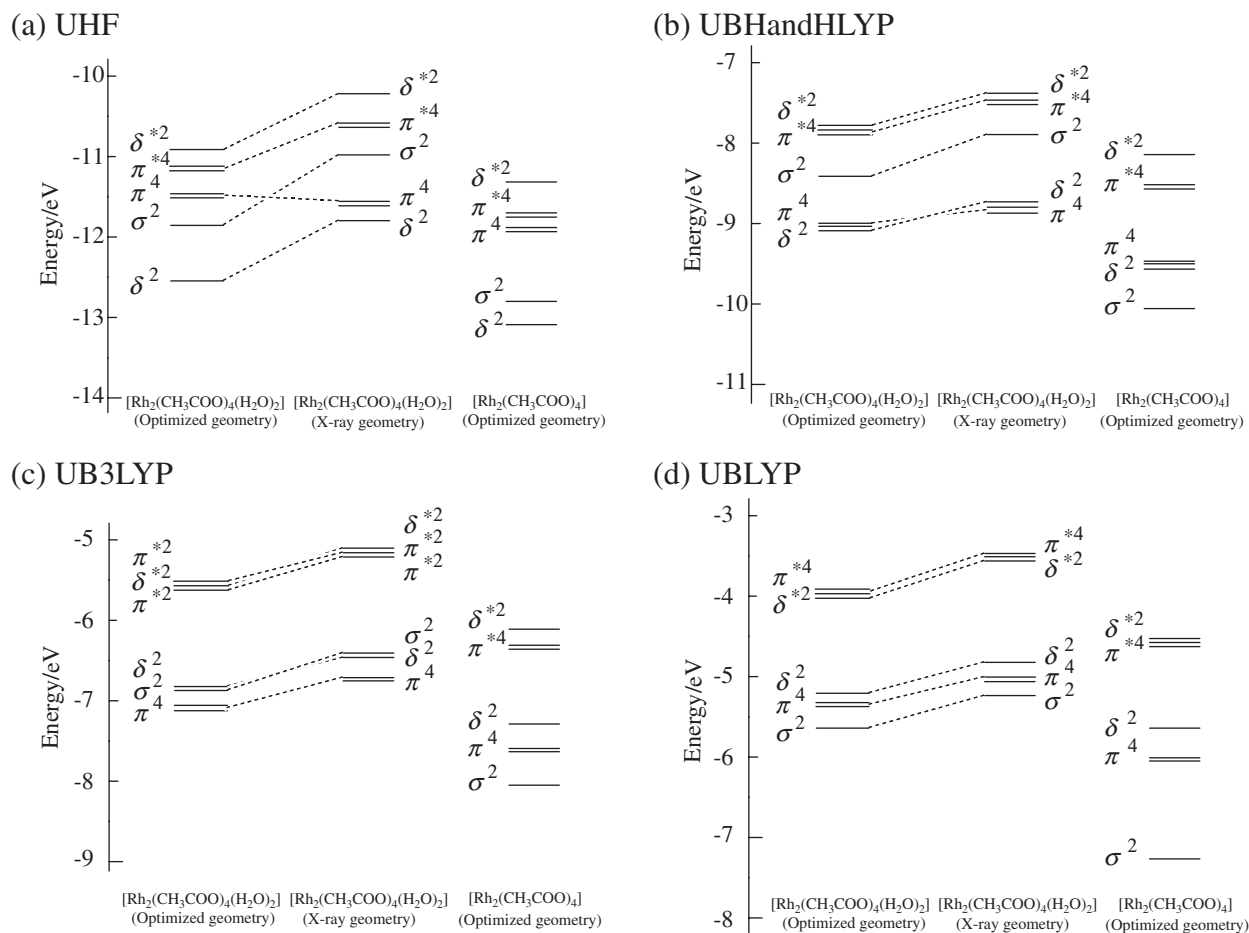 (a) UHF
Energy/eV
-10
-11
-12
-13
-14
δ*2
π*4
π4
σ2
δ2
δ*2
π*4
σ2
π4
δ2
δ*2
π*4
π4
σ2
δ2
[Rh2(CH3COO)4(H2O)2]
(Optimized geometry)
[Rh2(CH3COO)4(H2O)2]
(X-ray geometry)
[Rh2(CH3COO)4]
(Optimized geometry)
(b) UBHandHLYP
Energy/eV
-7
-8
-9
-10
-11
δ*2
π*4
σ2
π4
δ2
δ*2
π*4
σ2
δ2
π4
δ*2
π*4
π4
δ2
σ2
[Rh2(CH3COO)4(H2O)2]
(Optimized geometry)
[Rh2(CH3COO)4(H2O)2]
(X-ray geometry)
[Rh2(CH3COO)4]
(Optimized geometry)
(c) UB3LYP
Energy/eV
-5
-6
-7
-8
-9
π*2
δ*2
π*2
δ2
σ2
π4
δ*2
π*2
π*2
σ2
δ2
π4
δ*2
π*4
δ2
π4
σ2
[Rh2(CH3COO)4(H2O)2]
(Optimized geometry)
[Rh2(CH3COO)4(H2O)2]
(X-ray geometry)
[Rh2(CH3COO)4]
(Optimized geometry)
(d) UBLYP
Energy/eV
-3
-4
-5
-6
-7
-8
π*4
δ*2
δ2
π4
σ2
π*4
δ*2
δ2
π4
σ2
δ*2
π*4
δ2
π4
σ2
[Rh2(CH3COO)4(H2O)2]
(Optimized geometry)
[Rh2(CH3COO)4(H2O)2]
(X-ray geometry)
[Rh2(CH3COO)4]
(Optimized geometry)